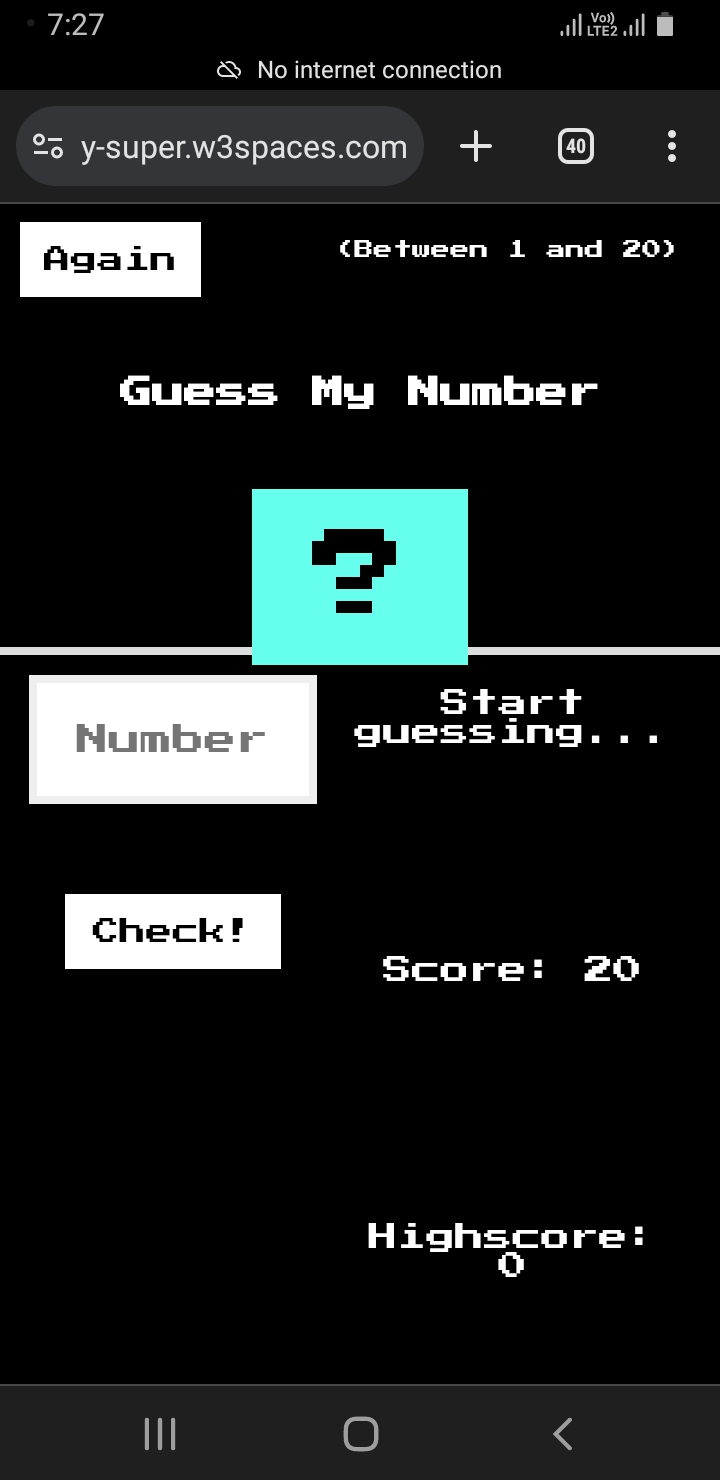 7:27
Vo))
LTE2
No internet connection
y-super.w3spaces.com
40
Again
(Between 1 and 20)
Guess My Number
?
Number
Start
guessing...
Check!
Score: 20
Highscore:
0